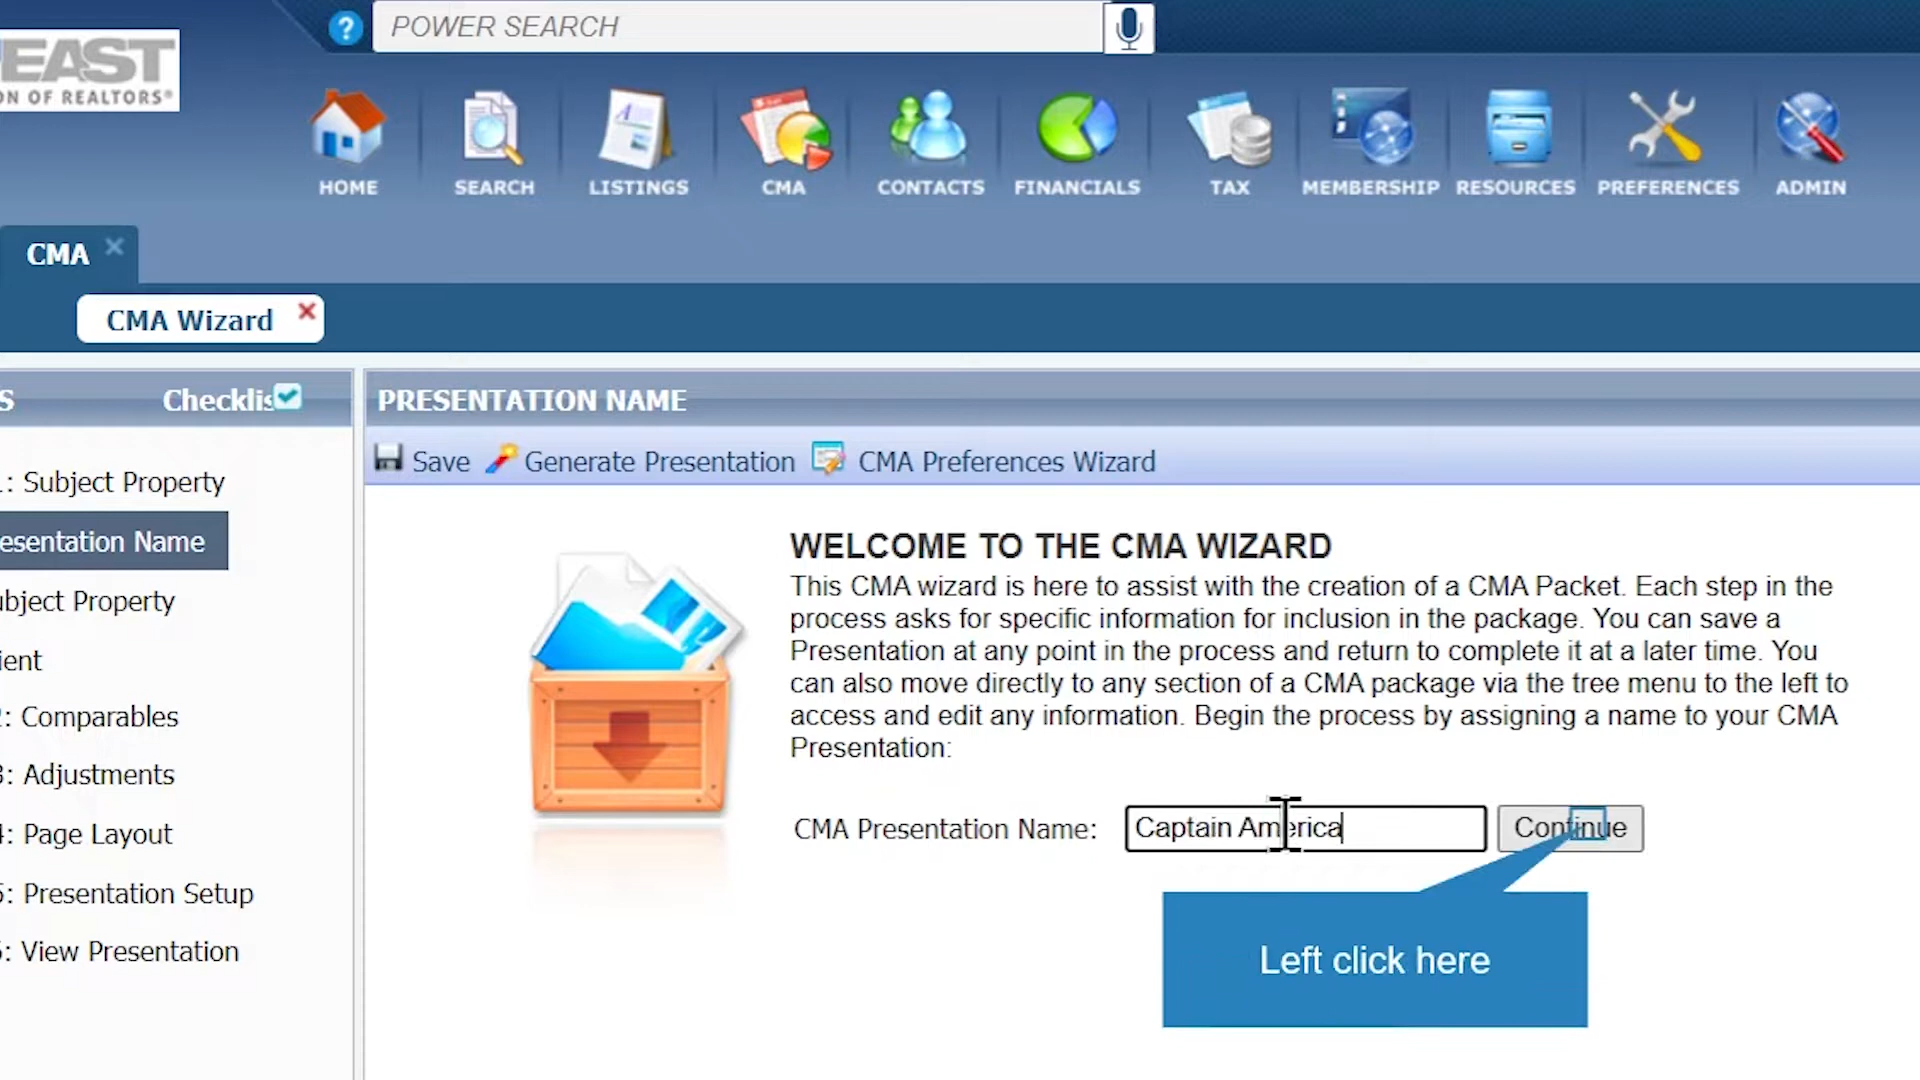 ?
POWER SEARCH
EAST
ON OF REALTORS®
HOME
SEARCH
LISTINGS
CMA
CONTACTS
FINANCIALS
TAX
MEMBERSHIP
RESOURCES
PREFERENCES
ADMIN
CMA
CMA Wizard
S
Checklis
: Subject Property
esentation Name
bject Property
ient
: Comparables
: Adjustments
: Page Layout
: Presentation Setup
: View Presentation
PRESENTATION NAME
Save Generate Presentation CMA Preferences Wizard
WELCOME TO THE CMA WIZARD
This CMA wizard is here to assist with the creation of a CMA Packet. Each step in the
process asks for specific information for inclusion in the package. You can save a
Presentation at any point in the process and return to complete it at a later time. You
can also move directly to any section of a CMA package via the tree menu to the left to
access and edit any information. Begin the process by assigning a name to your CMA
Presentation:
CMA Presentation Name: Captain America Continue
Left click here